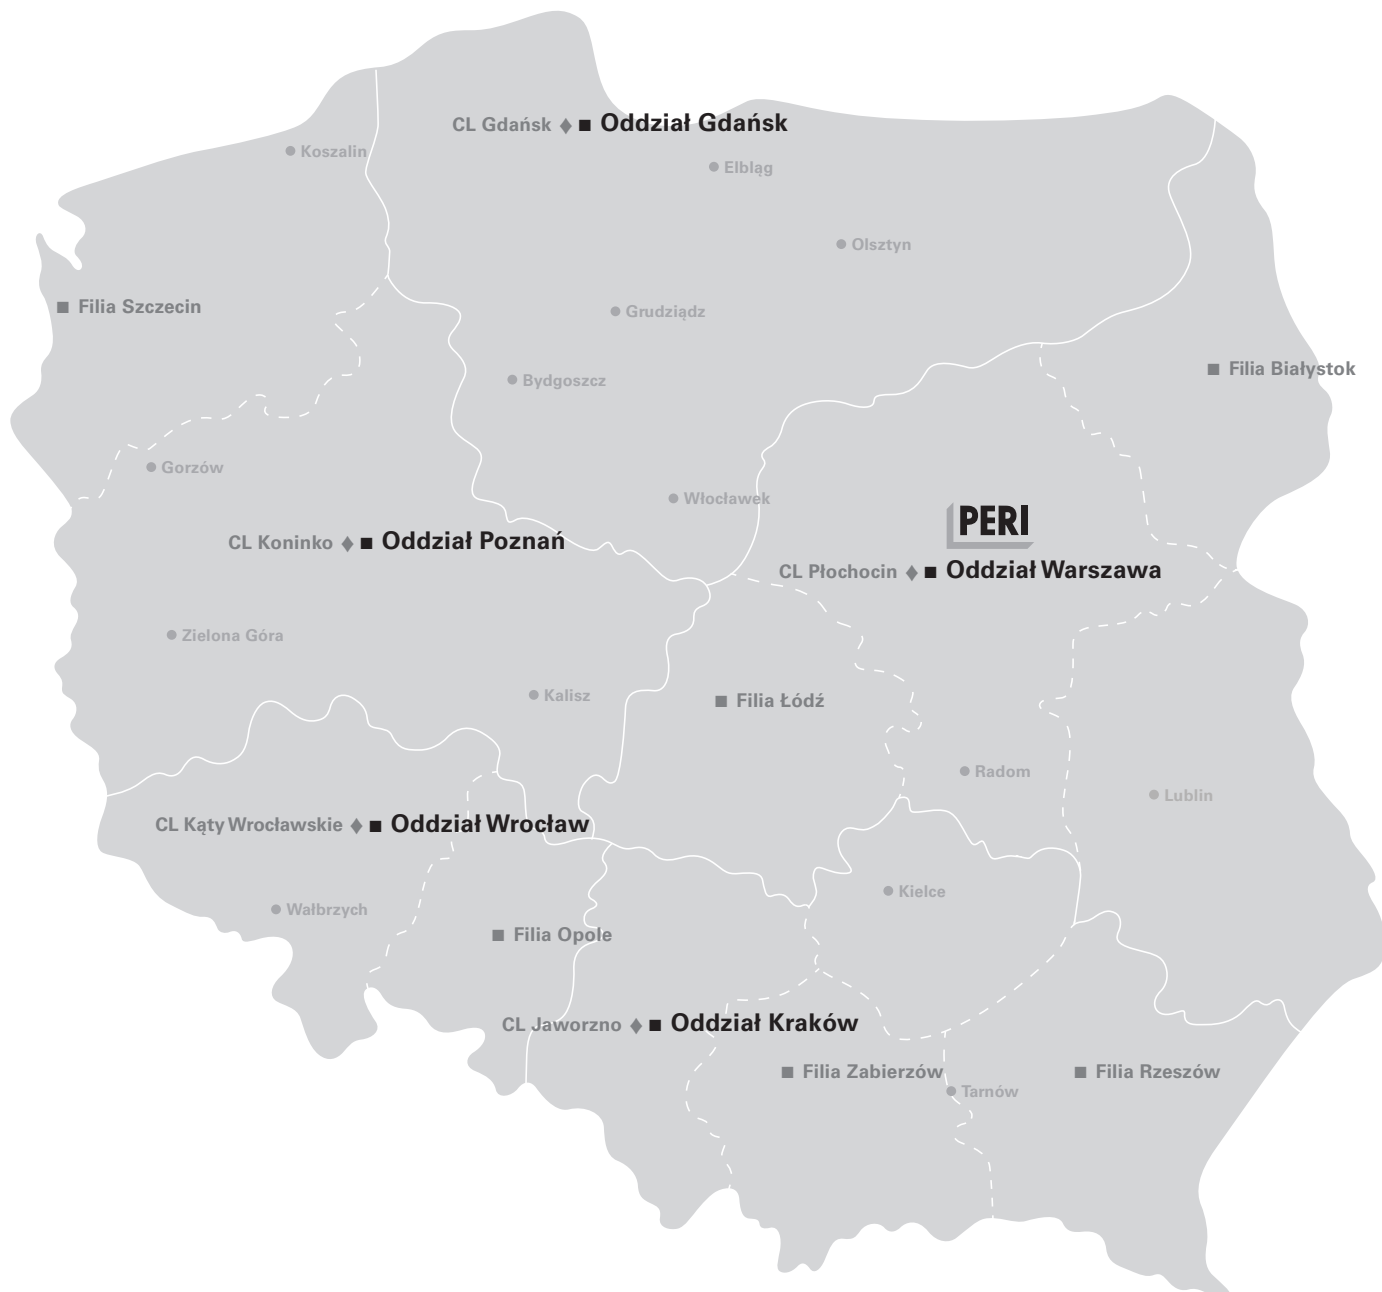 CL Gdańsk ♦ ■ Oddział Gdańsk
Koszalin
Elbląg
Olsztyn
Filia Szczecin
Grudziądz
Filia Białystok
Bydgoszcz
Gorzów
Włocławek
PERI
CL Koninko ♦ ■ Oddział Poznań
CL Płochocin ♦ ■ Oddział Warszawa
Zielona Góra
Kalisz
Filia Łódź
Radom
Lublin
CL Kąty Wrocławskie ♦ ■ Oddział Wrocław
Kielce
Wałbrzych
Filia Opole
CL Jaworzno ♦ ■ Oddział Kraków
Filia Zabierzów
Filia Rzeszów
Tarnów